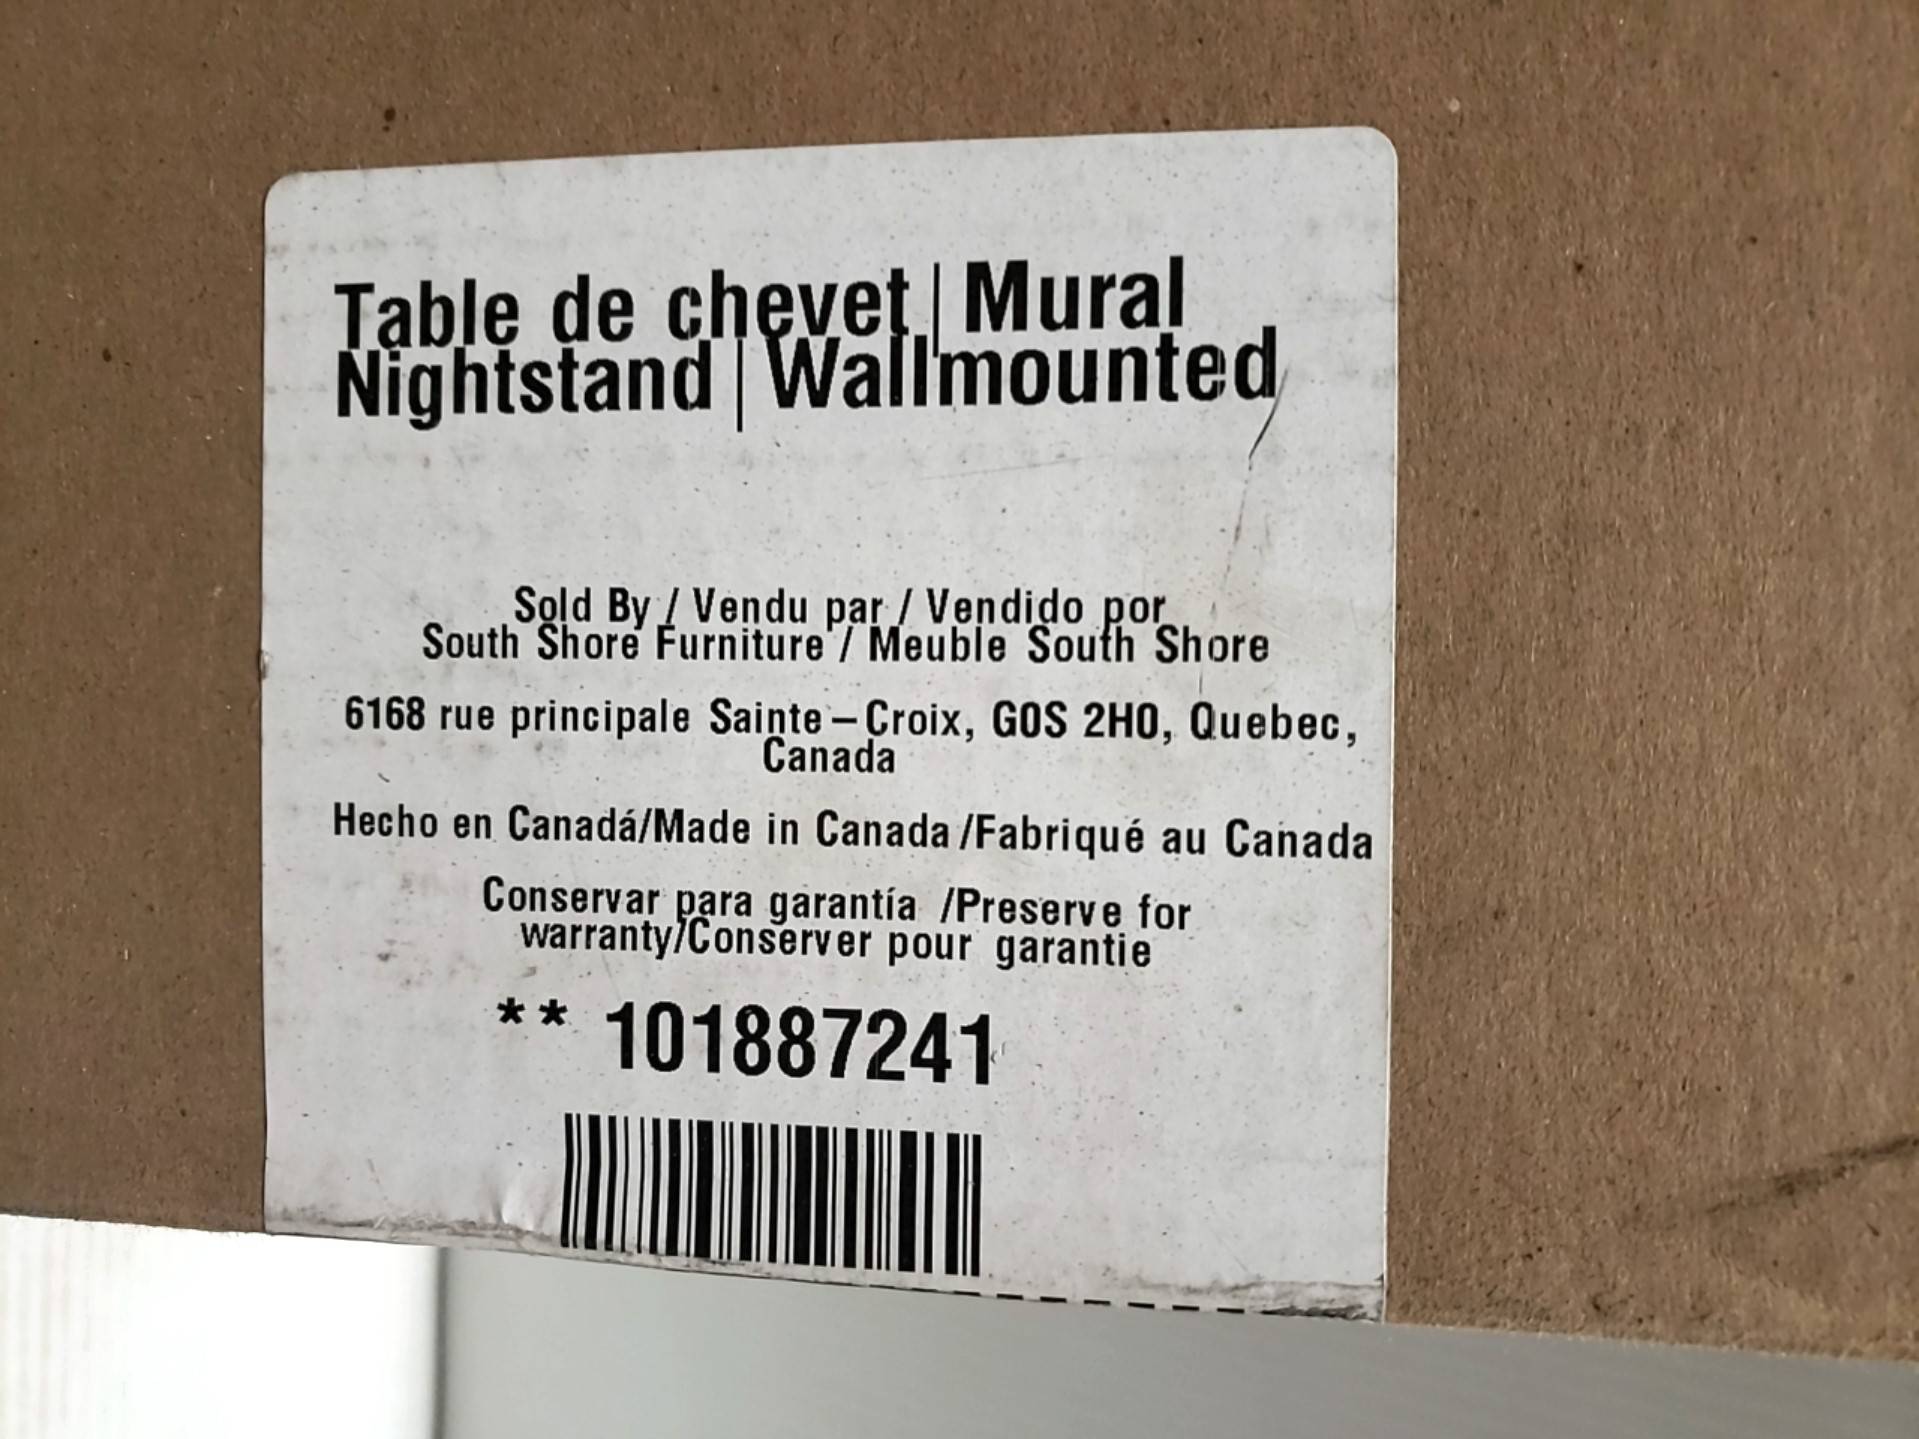 Table de chevet | Mural
Nightstand | Wallmounted
Sold By / Vendu par / Vendido por
South Shore Furniture / Meuble South Shore
6168 rue principale Sainte-Croix, G0S 2H0, Quebec,
Canada
Hecho en Canadá/Made in Canada /Fabriqué au Canada
Conservar para garantía /Preserve for
warranty/Conserver pour garantie
** 101887241